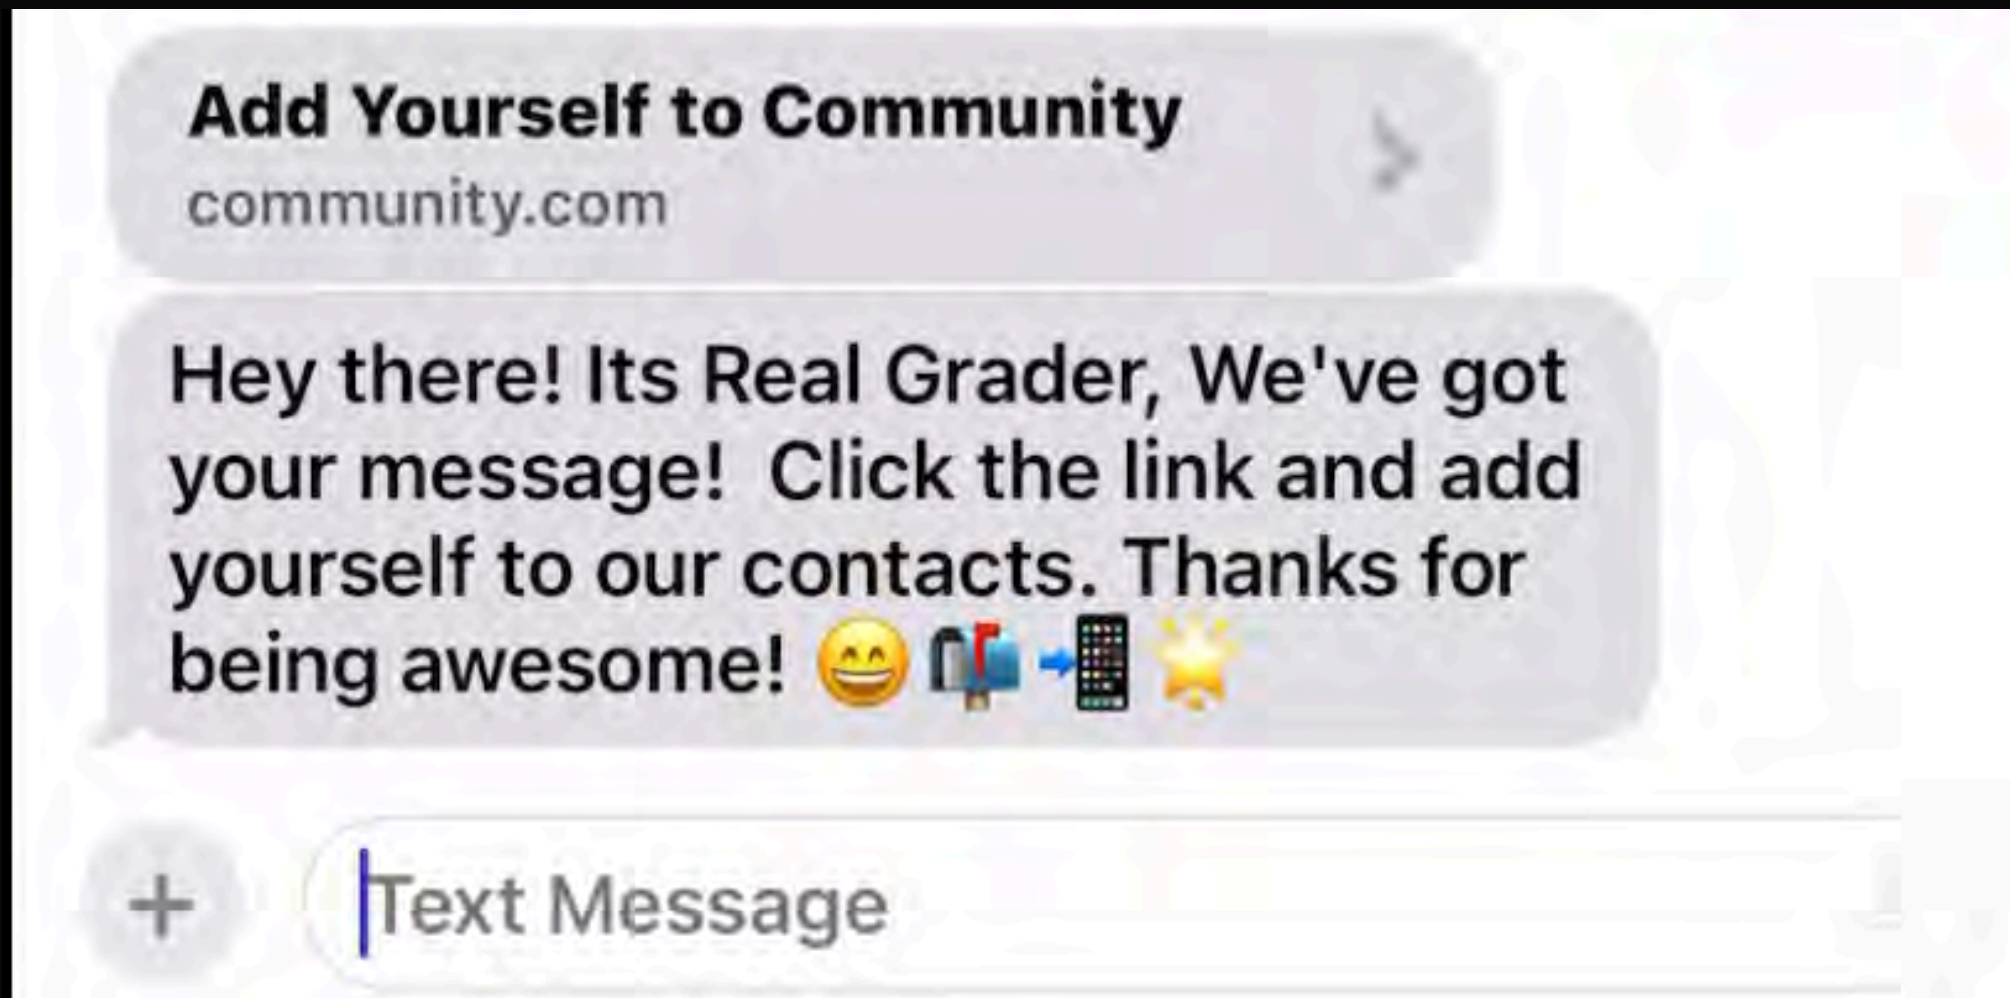 Add Yourself to Community
community.com
Hey there! Its Real Grader, We've got
your message!  Click the link and add
yourself to our contacts. Thanks for
being awesome! 😄📬📲🌟
Text Message